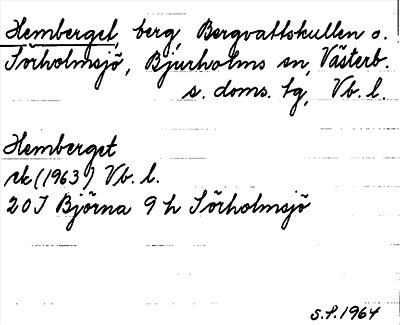 Hemberget, berg, Bergvattskullen o.
Sörholmsjö, Bjurholms sn, Västerb.
s. doms. tg, Vb. l.
Hemberget
rk (1963) Vb. l.
20 J Björna 9 h Sörholmsjö
S.S. 1964